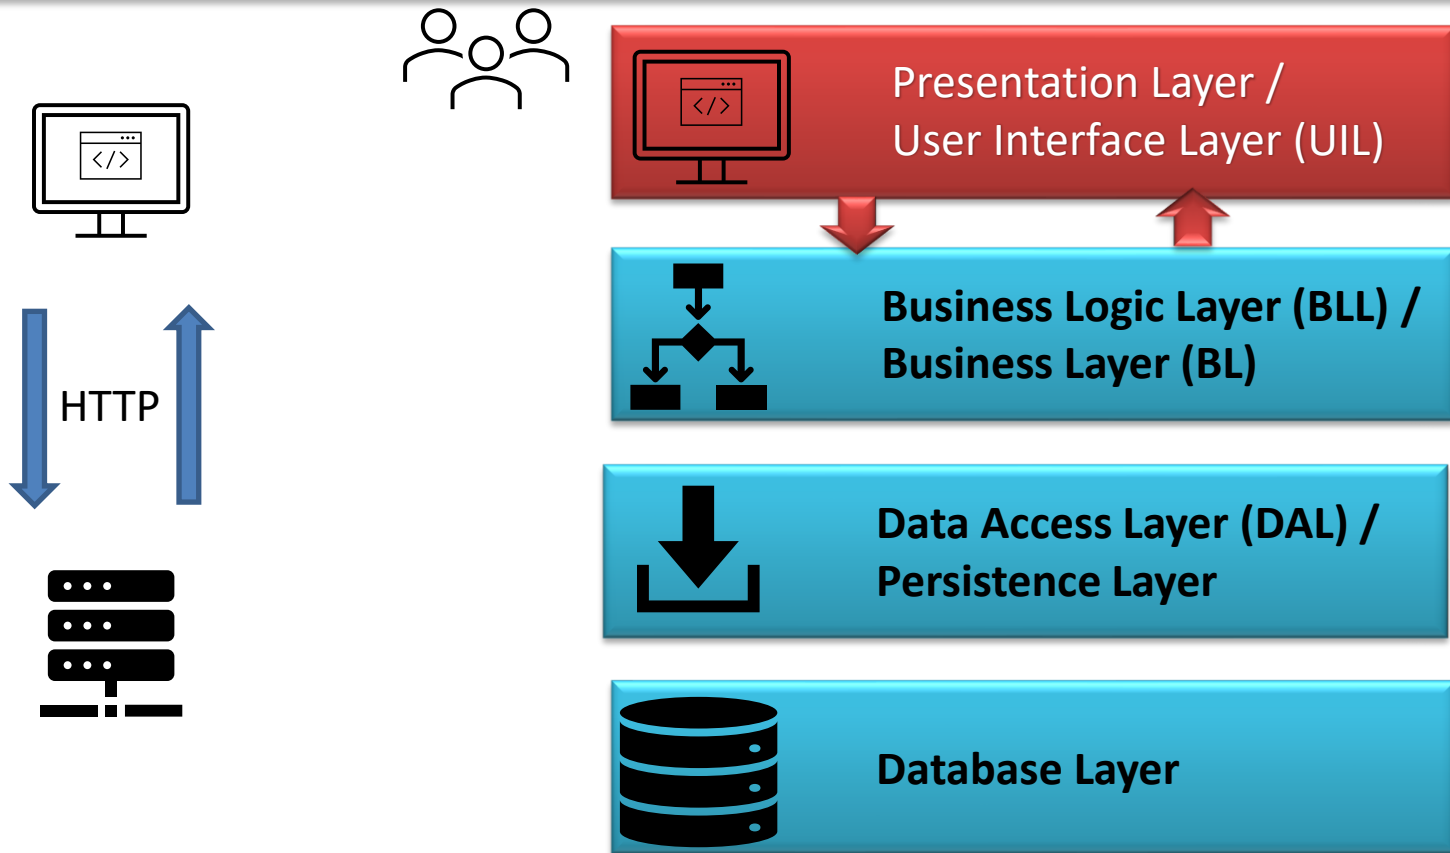 </>
HTTP
</>
Presentation Layer /
User Interface Layer (UIL)
Business Logic Layer (BLL) /
Business Layer (BL)
Data Access Layer (DAL) /
Persistence Layer
Database Layer